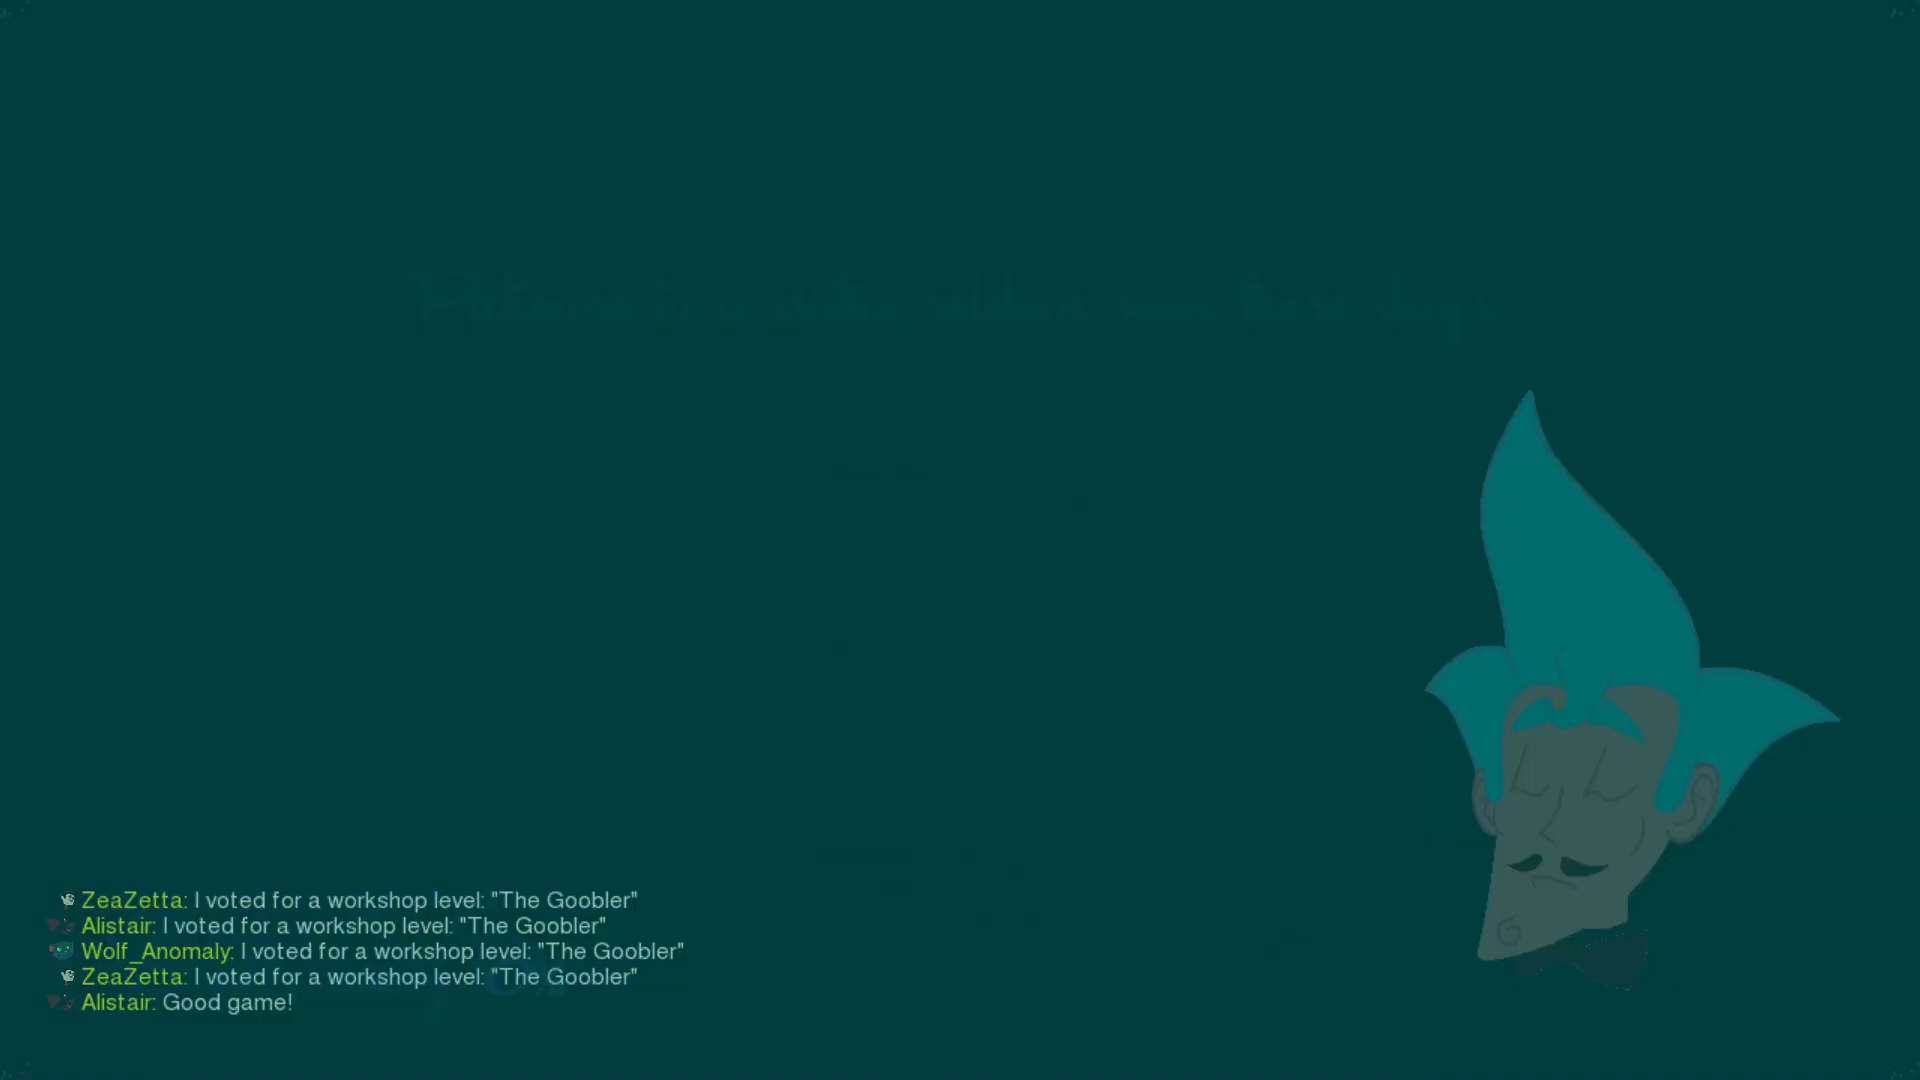 ZeaZetta: I voted for a workshop level: "The Goobler"
Alistair: I voted for a workshop level: "The Goobler"
Wolf_Anomaly: I voted for a workshop level: "The Goobler"
ZeaZetta: I voted for a workshop level: "The Goobler"
Alistair: Good game!